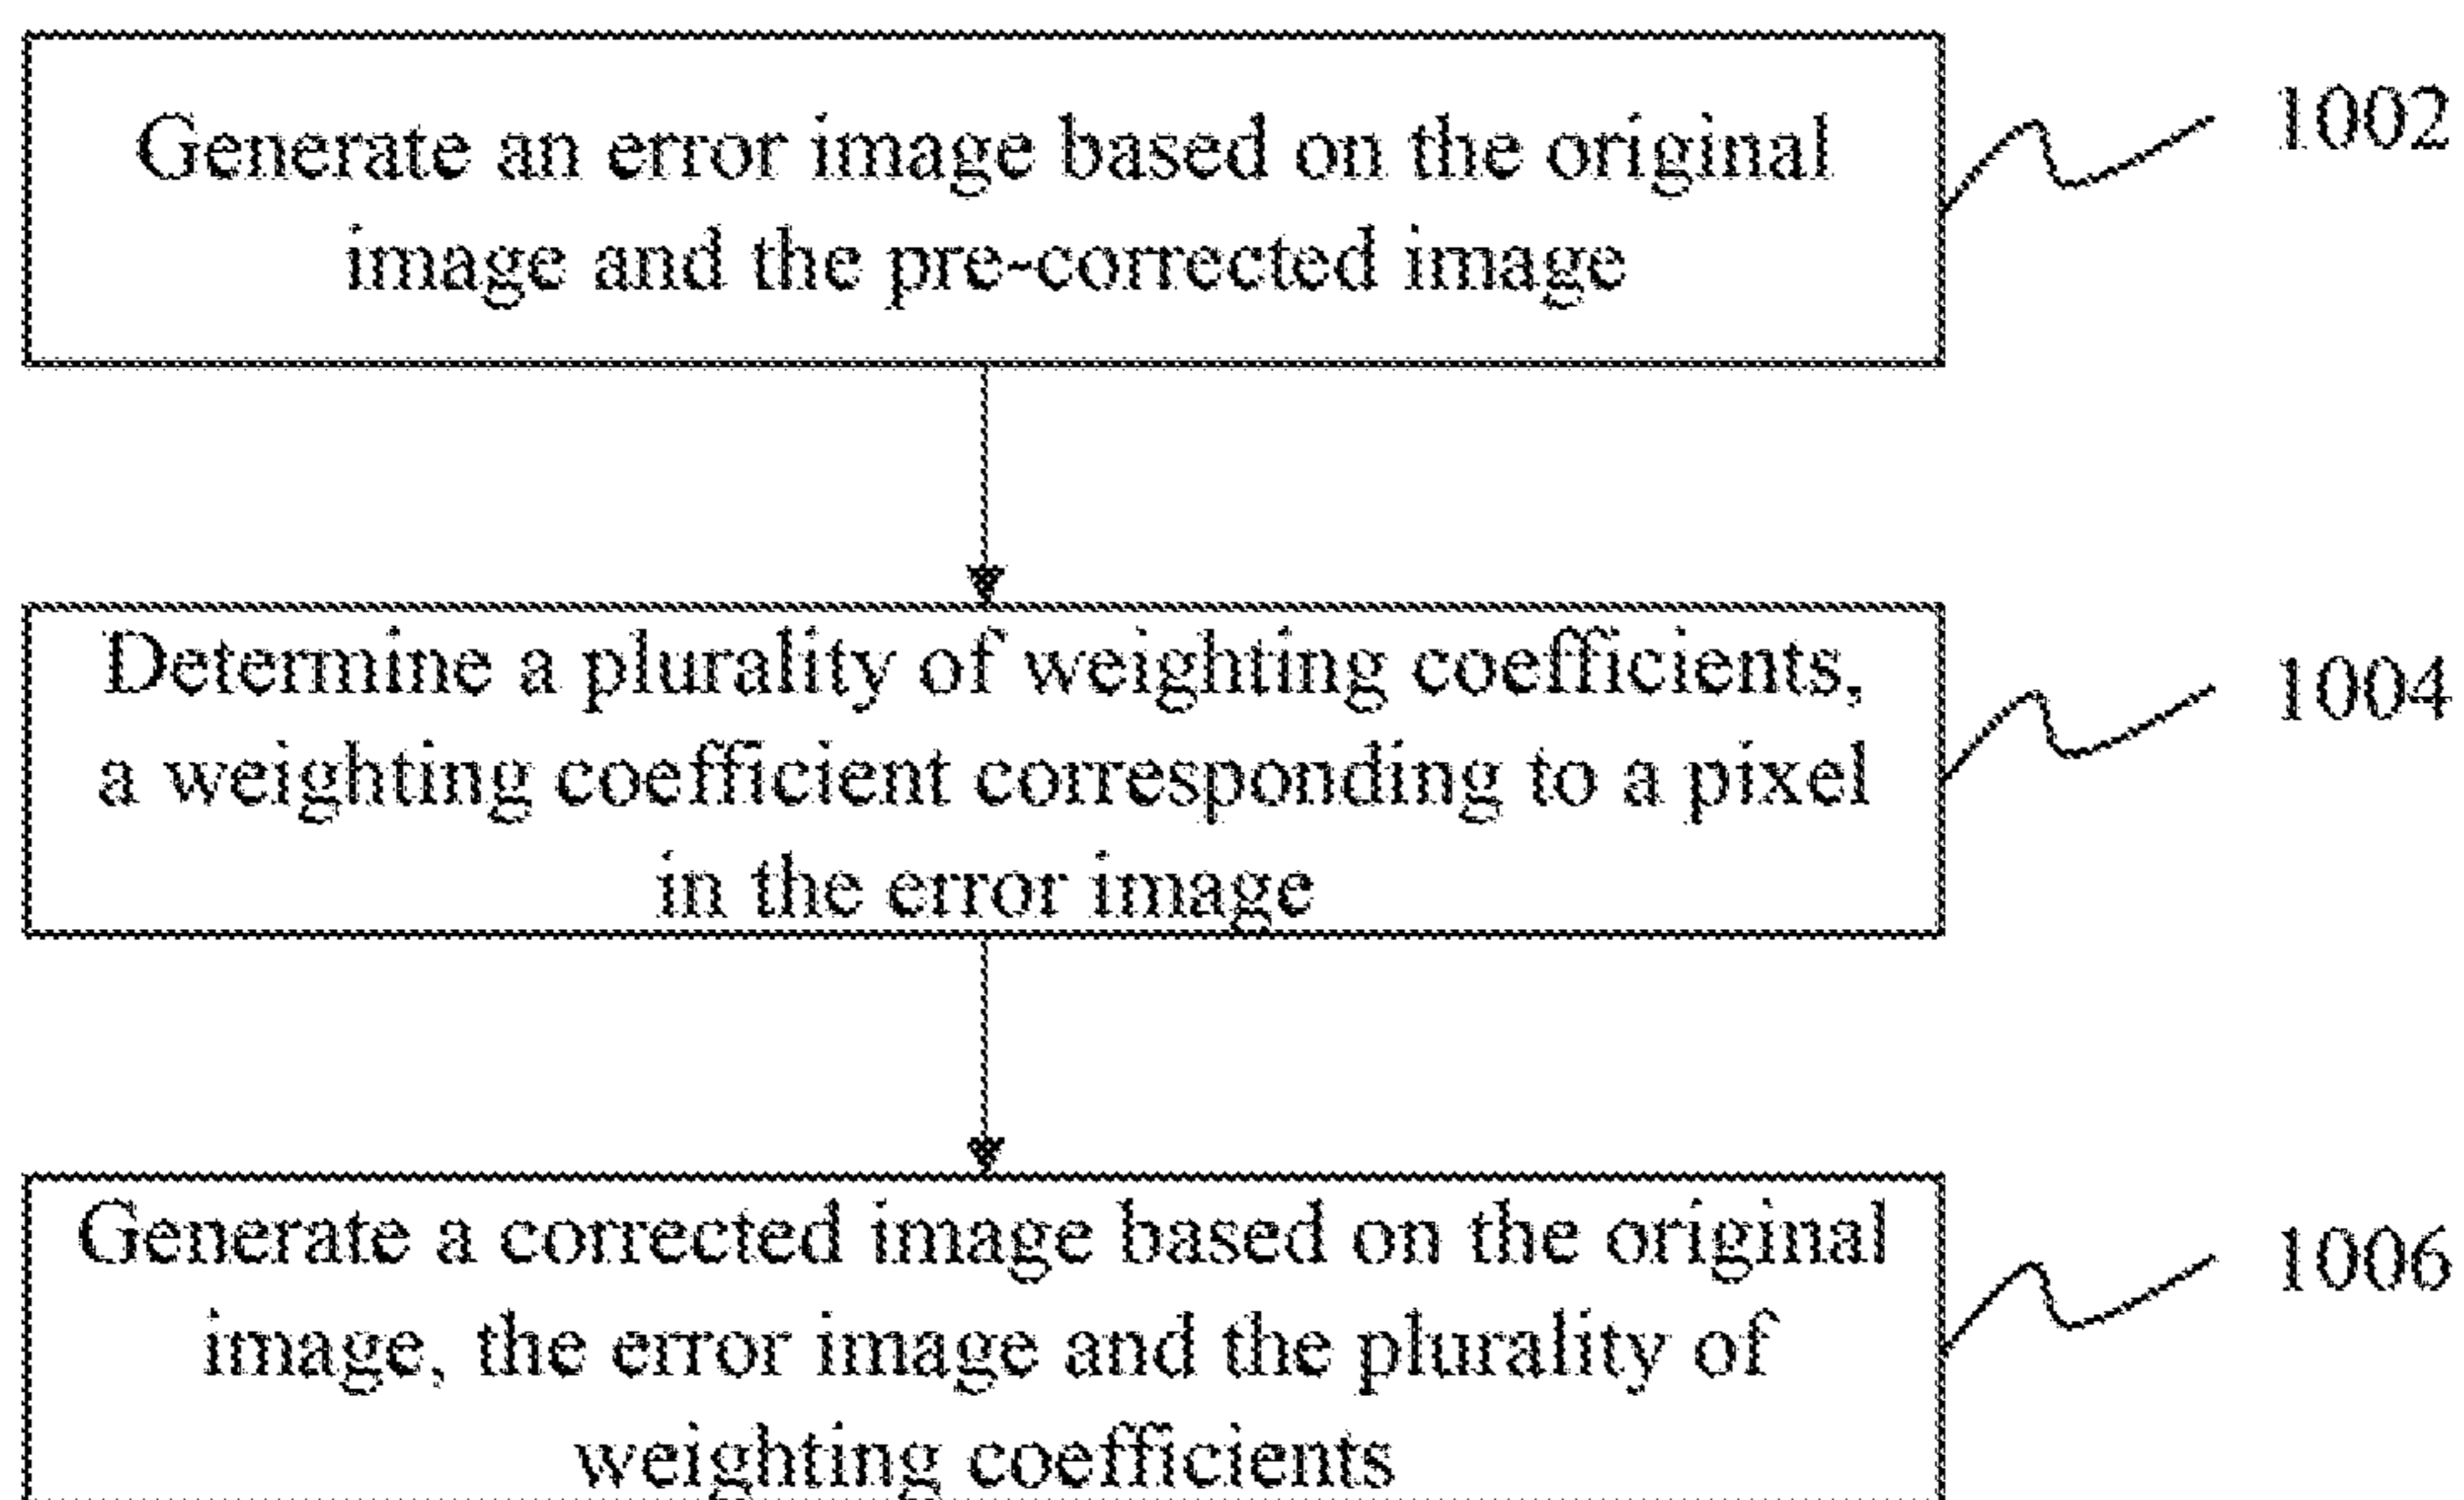 Generate an error image based on the original
image and the pre-corrected image
1002
Determine a plurality of weighting coefficients,
a weighting coefficient corresponding to a pixel
in the error image
1004
Generate a corrected image based on the original
image, the error image and the plurality of
weighting coefficients
1006